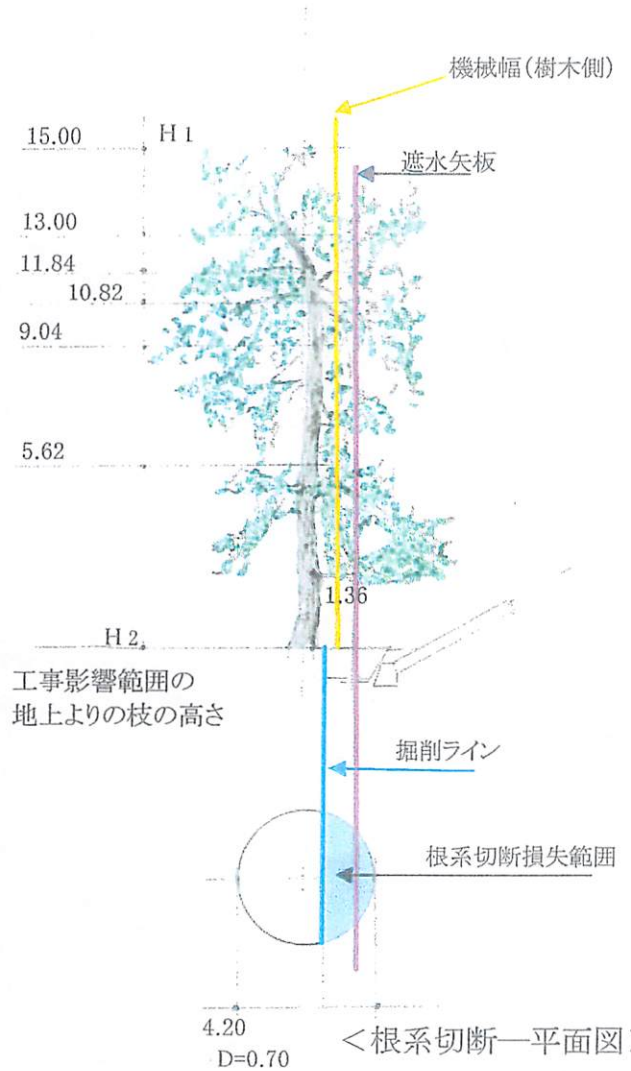 機械幅(樹木側)
15.00 H1
遮水矢板
13.00
11.84
10.82
9.04
5.62
1.36
H2
工事影響範囲の
地上よりの枝の高さ
掘削ライン
根系切断損失範囲
4.20
D=0.70
<根系切断—平面図